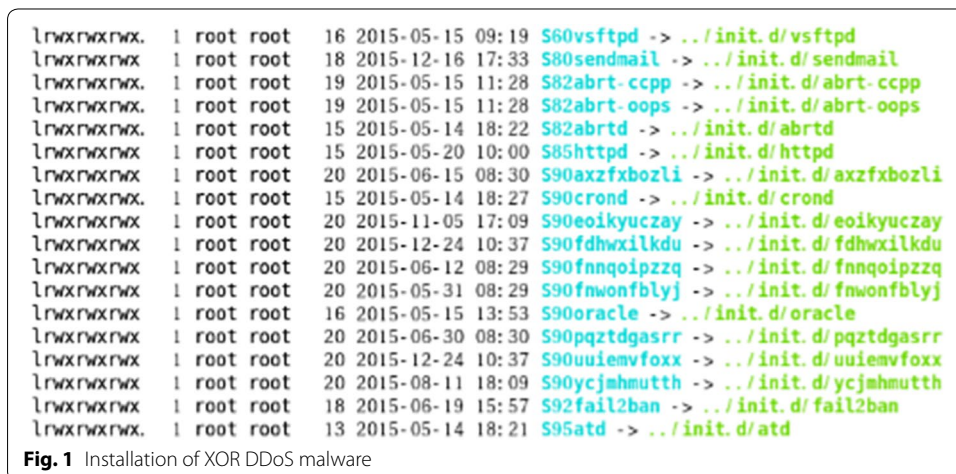 lrwxrwxrwx. 1 root root 16 2015-05-15 09:19 S60vsftpd -> ../init.d/vsftpd
lrwxrwxrwx 1 root root 18 2015-12-16 17:33 S80sendmail -> ../init.d/sendmail
lrwxrwxrwx. 1 root root 19 2015-05-15 11:28 S82abrt-ccpp -> ../init.d/abrt-ccpp
lrwxrwxrwx. 1 root root 19 2015-05-15 11:28 S82abrt-oops -> ../init.d/abrt-oops
lrwxrwxrwx. 1 root root 15 2015-05-14 18:22 S82abrtd -> ../init.d/abrtd
lrwxrwxrwx 1 root root 15 2015-05-20 10:00 S85httpd -> ../init.d/httpd
lrwxrwxrwx 1 root root 20 2015-06-15 08:30 S90axzfxbozli -> ../init.d/axzfxbozli
lrwxrwxrwx. 1 root root 15 2015-05-14 18:27 S90crond -> ../init.d/crond
lrwxrwxrwx 1 root root 20 2015-11-05 17:09 S90eoikyuczay -> ../init.d/eoikyuczay
lrwxrwxrwx 1 root root 20 2015-12-24 10:37 S90fdhwxilkdu -> ../init.d/fdhwxilkdu
lrwxrwxrwx 1 root root 20 2015-06-12 08:29 S90fnnqoipzzq -> ../init.d/fnnqoipzzq
lrwxrwxrwx 1 root root 20 2015-05-31 08:29 S90fnwonfblyj -> ../init.d/fnwonfblyj
lrwxrwxrwx. 1 root root 16 2015-05-15 13:53 S90oracle -> ../init.d/oracle
lrwxrwxrwx 1 root root 20 2015-06-30 08:30 S90pqztdgasrr -> ../init.d/pqztdgasrr
lrwxrwxrwx 1 root root 20 2015-12-24 10:37 S90uuiemvfoxx -> ../init.d/uuiemvfoxx
lrwxrwxrwx 1 root root 20 2015-08-11 18:09 S90ycjmhmutth -> ../init.d/ycjmhmutth
lrwxrwxrwx 1 root root 18 2015-06-19 15:57 S92fail2ban -> ../init.d/fail2ban
lrwxrwxrwx. 1 root root 13 2015-05-14 18:21 S95atd -> ../init.d/atd
Fig. 1 Installation of XOR DDoS malware